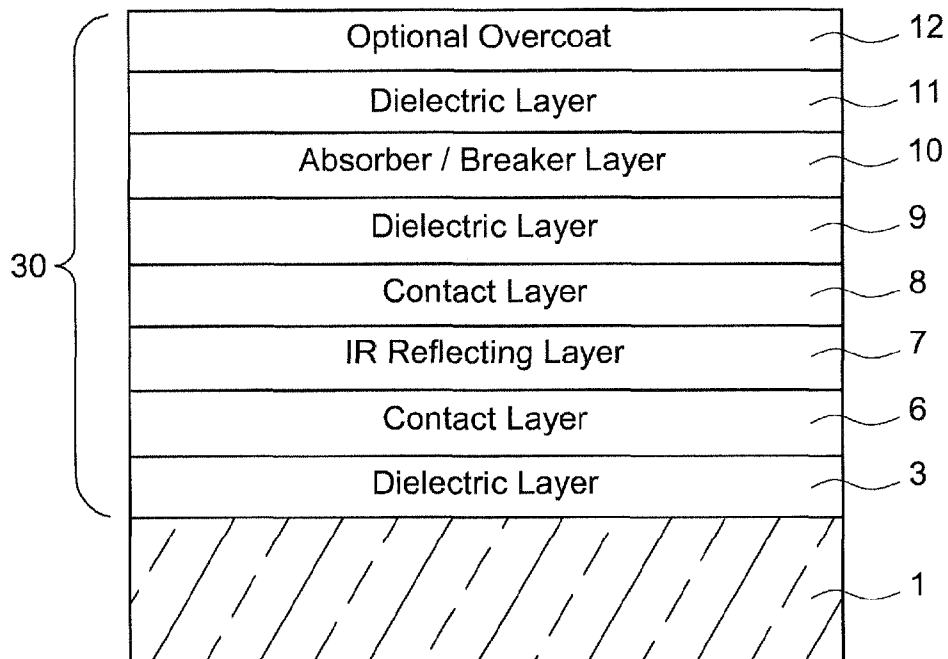 Optional Overcoat 12
Dielectric Layer 11
Absorber / Breaker Layer 10
Dielectric Layer 9
30
Contact Layer 8
IR Reflecting Layer 7
Contact Layer 6
Dielectric Layer 3
1